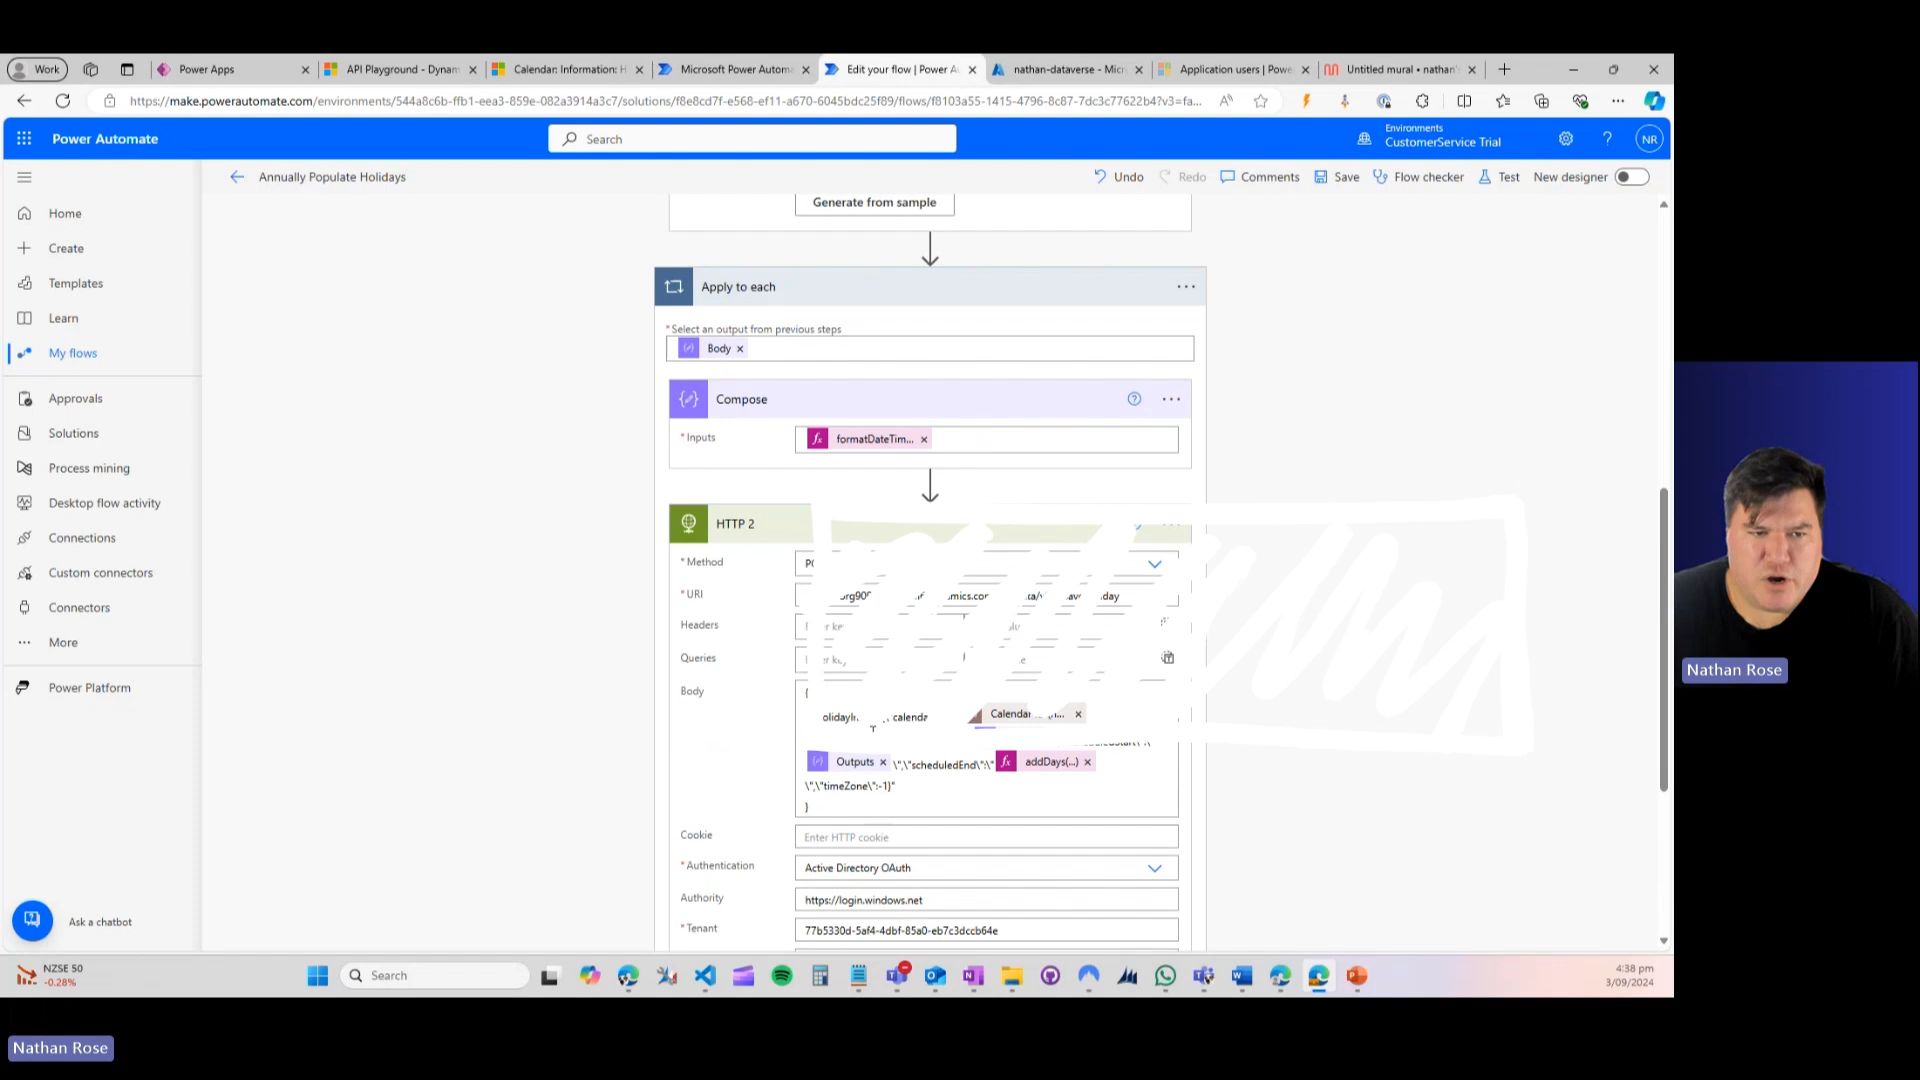 Work
Power Apps
API Playground - Dynam
Calendar: Information: H
Microsoft Power Automa
Edit your flow | Power A
nathan-dataverse - Micr
Application users | Powe
Untitled mural • nathan'
https://make.powerautomate.com/environments/544a8c6b-ffb1-eea3-859e-082a3914a3c7/solutions/f8e8cd7f-e568-ef11-a670-6045bdc25f89/flows/f8103a55-1415-4796-8c87-7dc3c77622b4?v3=fa...
Power Automate
Search
Environments
CustomerService Trial
NR
Annually Populate Holidays
Undo
Redo
Comments
Save
Flow checker
Test
New designer
Home
Create
Templates
Learn
My flows
Approvals
Solutions
Process mining
Desktop flow activity
Connections
Custom connectors
Connectors
More
Power Platform
Ask a chatbot
Generate from sample
Apply to each
* Select an output from previous steps
Body
Compose
* Inputs
formatDateTim...
HTTP 2
* Method
* URI
Headers
Queries
Body
{
calenda
Calendar
Outputs \",\"scheduledEnd\":\" addDays(...)
\",\"timeZone\":-1}"
}
Cookie
Enter HTTP cookie
* Authentication
Active Directory OAuth
Authority
https://login.windows.net
* Tenant
77b5330d-5af4-4dbf-85a0-eb7c3dccb64e
Nathan Rose
NZSE 50
-0.28%
Search
4:38 pm
3/09/2024
Nathan Rose